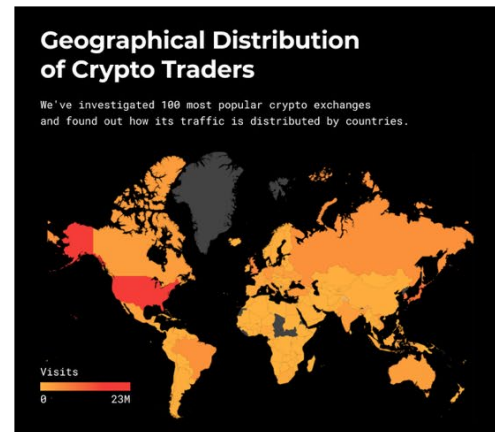 Geographical Distribution
of Crypto Traders
We've investigated 100 most popular crypto exchanges
and found out how its traffic is distributed by countries.
Visits
0 23M